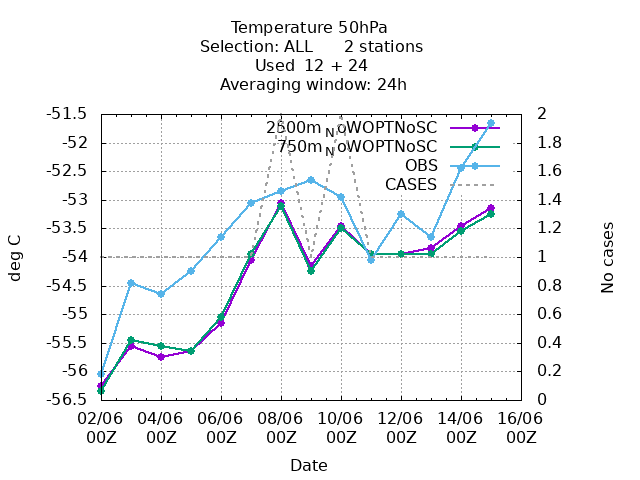 Temperature 50hPa
Selection: ALL      2 stations
Used  12 + 24
Averaging window: 24h
-51.5
-52
-52.5
-53
-53.5
-54
-54.5
-55
-55.5
-56
-56.5
deg C
2500m NoWOPTNoSC
750m NoWOPTNoSC
OBS
CASES
2
1.8
1.6
1.4
1.2
1
0.8
0.6
0.4
0.2
0
No cases
02/06 04/06 06/06 08/06 10/06 12/06 14/06 16/06
00Z 00Z 00Z 00Z 00Z 00Z 00Z 00Z
Date